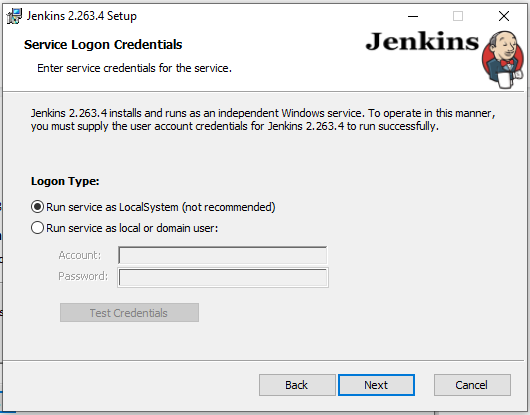 Jenkins 2.263.4 Setup
Service Logon Credentials
Enter service credentials for the service.
Jenkins
Jenkins 2.263.4 installs and runs as an independent Windows service. To operate in this manner,
you must supply the user account credentials for Jenkins 2.263.4 to run successfully.
Logon Type:
Run service as LocalSystem (not recommended)
Run service as local or domain user:
Account:
Password:
Test Credentials
Back
Next
Cancel